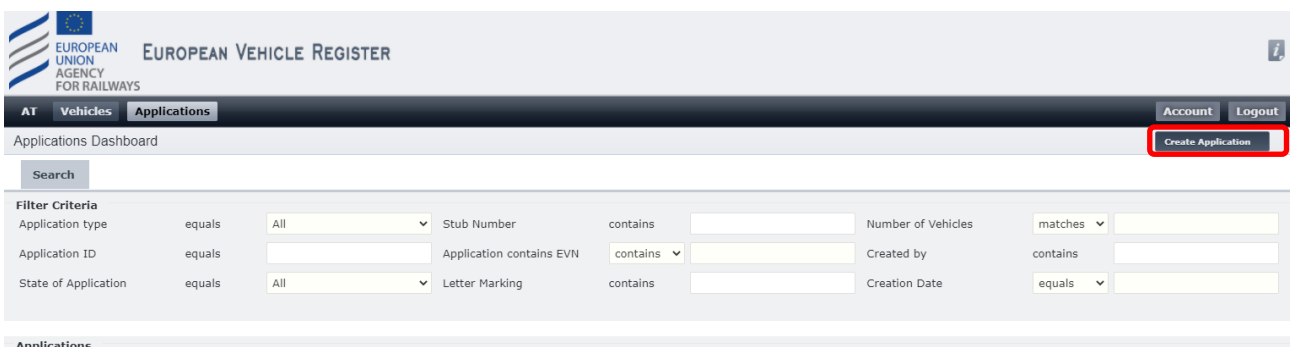 EUROPEAN
UNION
AGENCY
FOR RAILWAYS
EUROPEAN VEHICLE REGISTER
i
AT Vehicles Applications Account Logout
Applications Dashboard Create Application
Search
Filter Criteria
Application type equals All Stub Number contains Number of Vehicles matches
Application ID equals Application contains EVN contains Created by contains
State of Application equals All Letter Marking contains Creation Date equals
Applications